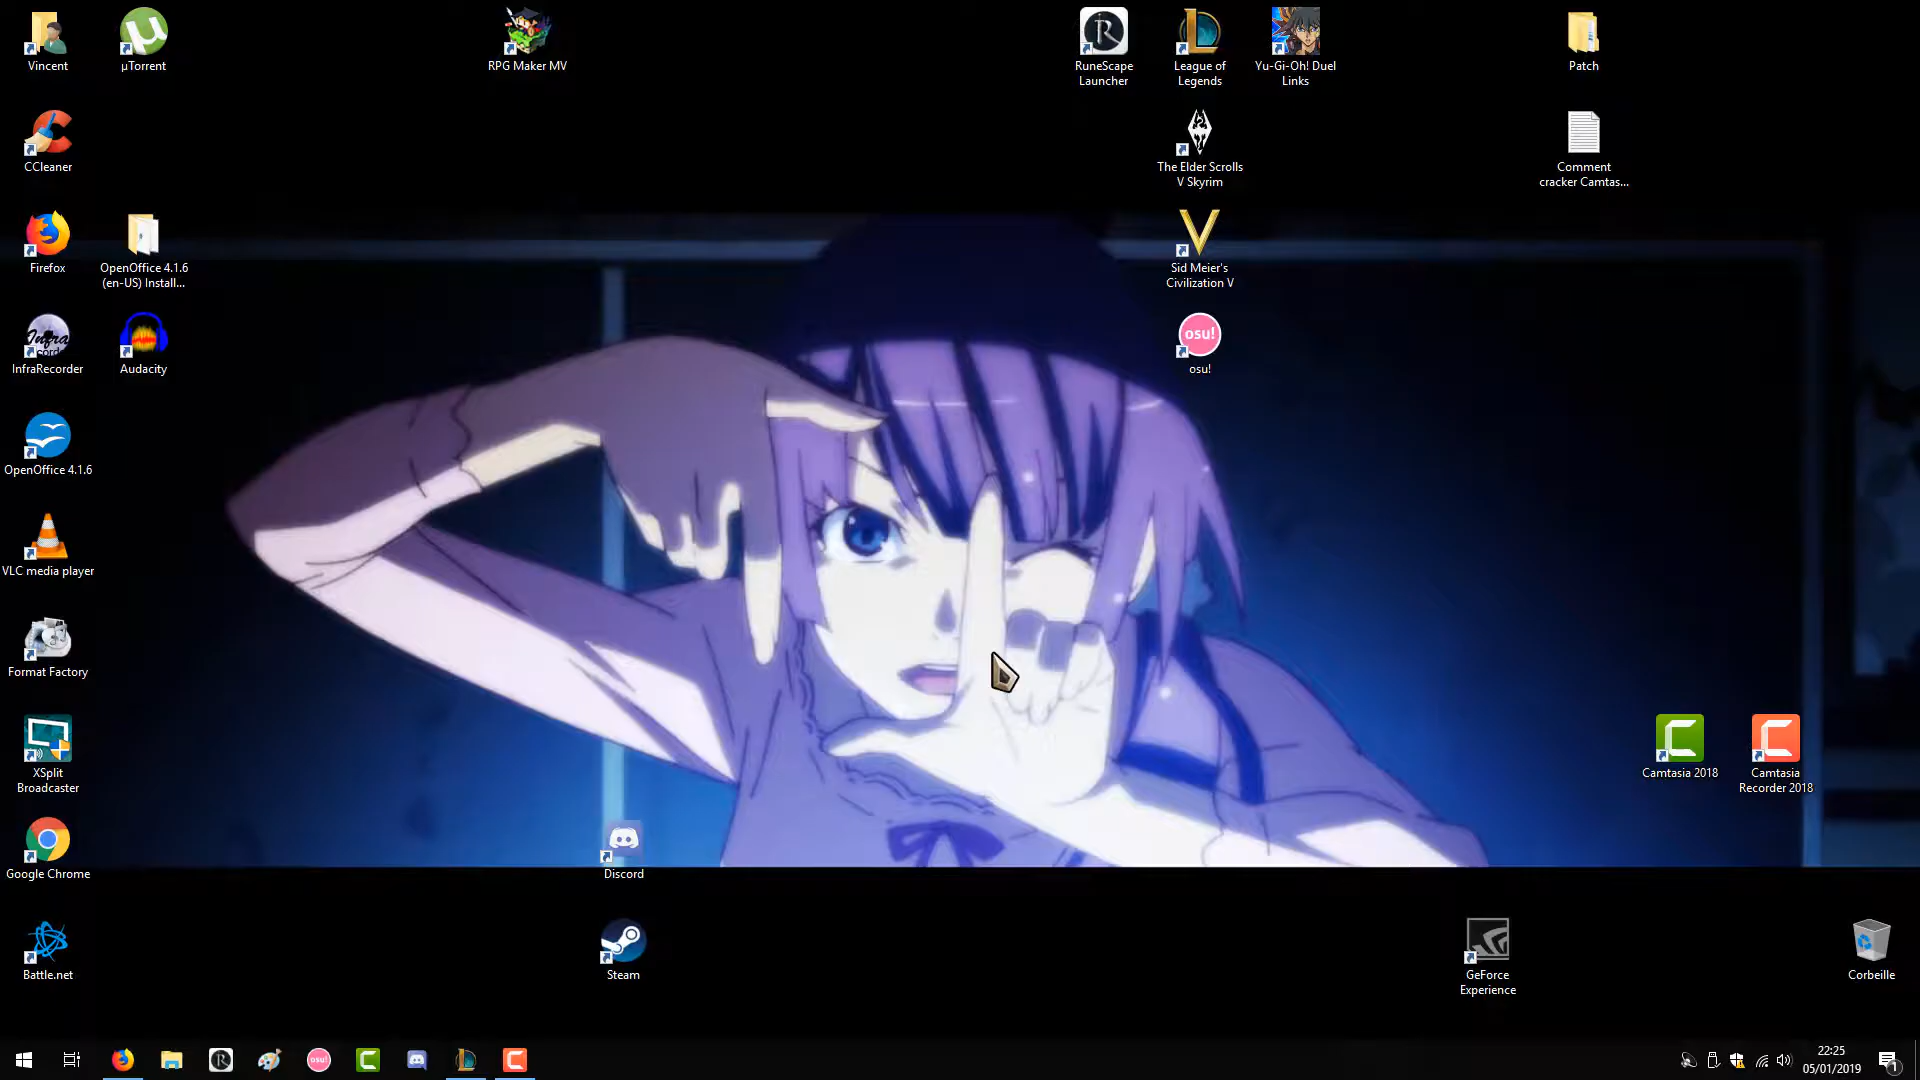 Vincent
µTorrent
RPG Maker MV
RuneScape
Launcher
League of
Legends
Yu-Gi-Oh! Duel
Links
Patch
CCleaner
The Elder Scrolls
V Skyrim
Comment
cracker Camtas...
Firefox
OpenOffice 4.1.6
(en-US) Install...
Sid Meier's
Civilization V
Infra
InfraRecorder
Audacity
osu!
osu!
OpenOffice 4.1.6
VLC media player
Format Factory
XSplit
Broadcaster
Camtasia 2018
Camtasia
Recorder 2018
Google Chrome
Discord
Battle.net
Steam
GeForce
Experience
Corbeille
osu!
22:25
05/01/2019
1